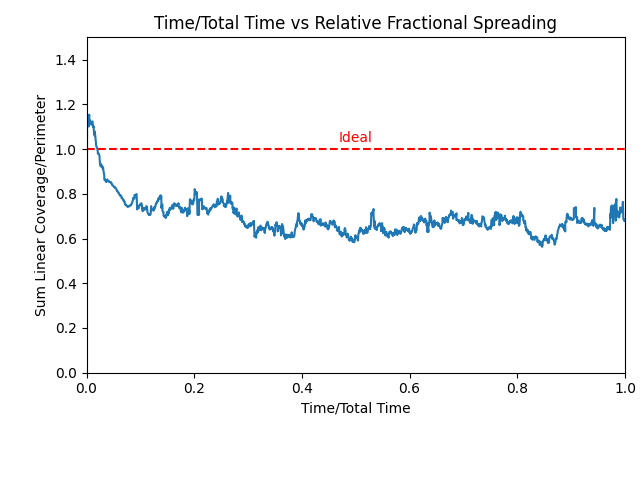 Time/Total Time vs Relative Fractional Spreading
1.4
1.2
1.0
0.8
0.6
0.4
0.2
0.0
Sum Linear Coverage/Perimeter
Ideal
0.0 0.2 0.4 0.6 0.8 1.0
Time/Total Time